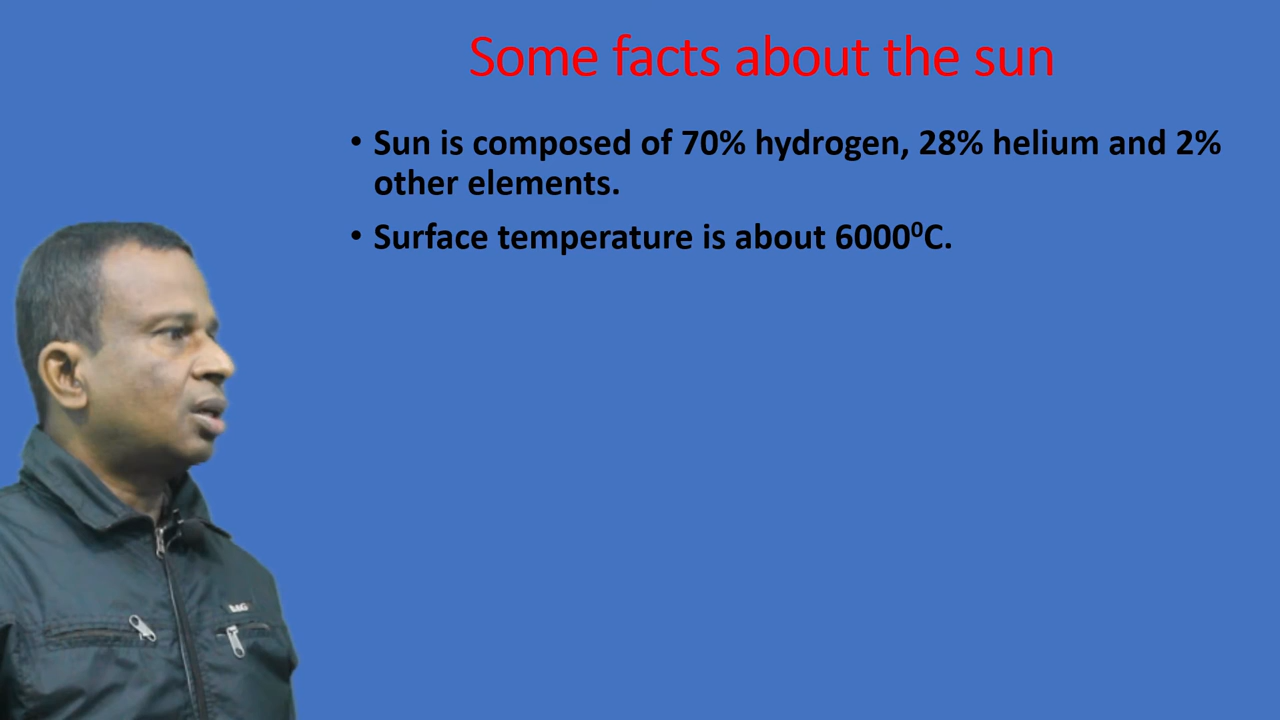 Some facts about the sun
• Sun is composed of 70% hydrogen, 28% helium and 2%
other elements.
• Surface temperature is about 6000⁰C.